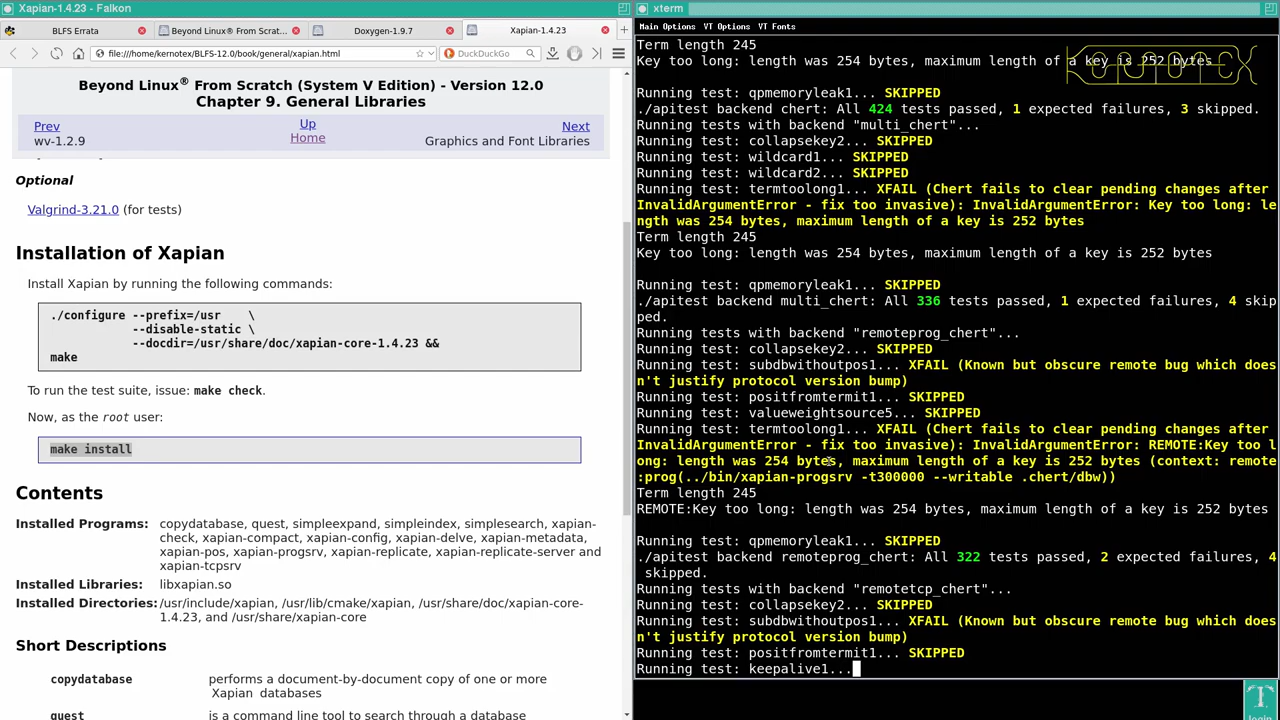 Xapian-1.4.23 - Falkon
BLFS Errata
Beyond Linux® From Scrat...
Doxygen-1.9.7
Xapian-1.4.23
file:///home/kernotex/BLFS-12.0/book/general/xapian.html
DuckDuckGo
Beyond Linux® From Scratch (System V Edition) - Version 12.0
Chapter 9. General Libraries
Prev
Up
Next
wv-1.2.9
Home
Graphics and Font Libraries
Optional
Valgrind-3.21.0 (for tests)
Installation of Xapian
Install Xapian by running the following commands:
./configure --prefix=/usr    \
--disable-static \
--docdir=/usr/share/doc/xapian-core-1.4.23 &&
make
To run the test suite, issue: make check.
Now, as the root user:
make install
Contents
Installed Programs: copydatabase, quest, simpleexpand, simpleindex, simplesearch, xapian-
check, xapian-compact, xapian-config, xapian-delve, xapian-metadata,
xapian-pos, xapian-progsrv, xapian-replicate, xapian-replicate-server and
xapian-tcpsrv
Installed Libraries: libxapian.so
Installed Directories: /usr/include/xapian, /usr/lib/cmake/xapian, /usr/share/doc/xapian-core-
1.4.23, and /usr/share/xapian-core
Short Descriptions
copydatabase performs a document-by-document copy of one or more
Xapian databases
quest is a command line tool to search through a database
xterm
Main Options VT Options VT Fonts
Term length 245
Key too long: length was 254 bytes, maximum length of a key is 252 bytes
Running test: qpmemoryleak1... SKIPPED
./apitest backend chert: All 424 tests passed, 1 expected failures, 3 skipped.
Running tests with backend "multi_chert"...
Running test: collapsekey2... SKIPPED
Running test: wildcard1... SKIPPED
Running test: wildcard2... SKIPPED
Running test: termtoolong1... XFAIL (Chert fails to clear pending changes after
InvalidArgumentError - fix too invasive): InvalidArgumentError: Key too long: le
ngth was 254 bytes, maximum length of a key is 252 bytes
Term length 245
Key too long: length was 254 bytes, maximum length of a key is 252 bytes
Running test: qpmemoryleak1... SKIPPED
./apitest backend multi_chert: All 336 tests passed, 1 expected failures, 4 skip
ped.
Running tests with backend "remoteprog_chert"...
Running test: collapsekey2... SKIPPED
Running test: subdbwithoutpos1... XFAIL (Known but obscure remote bug which does
n't justify protocol version bump)
Running test: positfromtermit1... SKIPPED
Running test: valueweightsource5... SKIPPED
Running test: termtoolong1... XFAIL (Chert fails to clear pending changes after
InvalidArgumentError - fix too invasive): InvalidArgumentError: REMOTE:Key too l
ong: length was 254 bytes, maximum length of a key is 252 bytes (context: remote
:prog(../bin/xapian-progsrv -t300000 --writable .chert/dbw))
Term length 245
REMOTE:Key too long: length was 254 bytes, maximum length of a key is 252 bytes
Running test: qpmemoryleak1... SKIPPED
./apitest backend remoteprog_chert: All 322 tests passed, 2 expected failures, 4
skipped.
Running tests with backend "remotetcp_chert"...
Running test: collapsekey2... SKIPPED
Running test: subdbwithoutpos1... XFAIL (Known but obscure remote bug which does
n't justify protocol version bump)
Running test: positfromtermit1... SKIPPED
Running test: keepalive1...
KERNOTEX
login